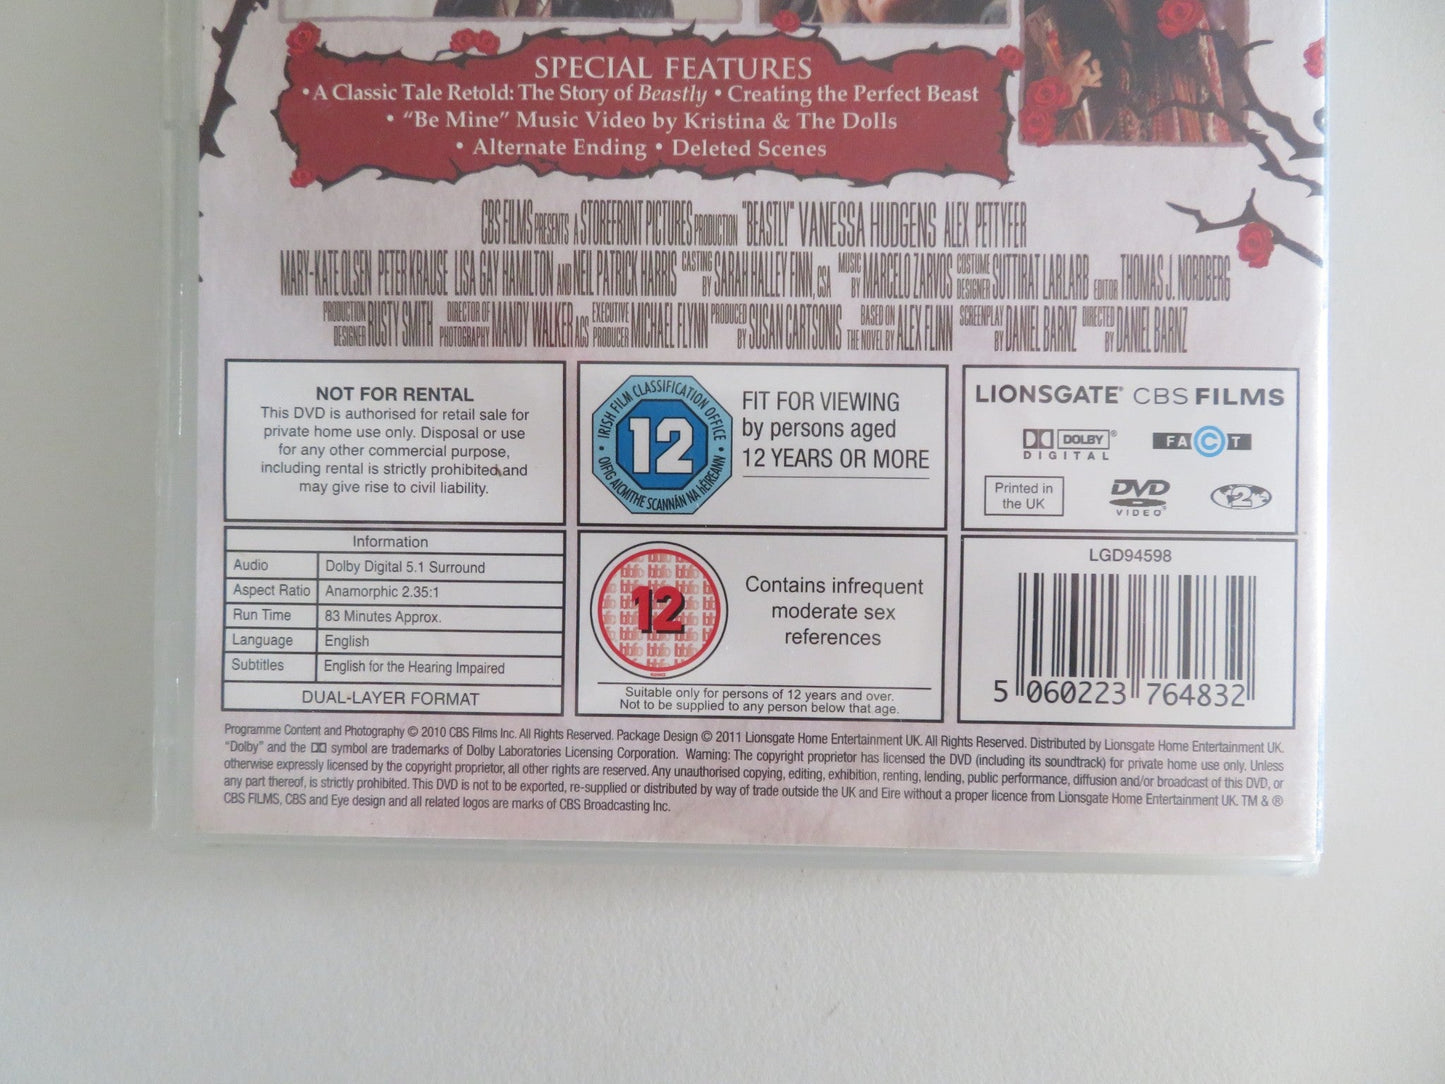 SPECIAL FEATURES
• A Classic Tale Retold: The Story of Beastly • Creating the Perfect Beast
• "Be Mine" Music Video by Kristina & The Dolls
• Alternate Ending • Deleted Scenes
CBS FILMS PRESENTS A STOREFRONT PICTURES PRODUCTION "BEASTLY" VANESSA HUDGENS ALEX PETTYFER
MARY-KATE OLSEN PETER KRAUSE LISA GAY HAMILTON AND NEIL PATRICK HARRIS CASTING BY SARAH HALLEY FINN, CSA MUSIC BY MARCELO ZARVOS COSTUME DESIGNER SUTTIRAT LARLARB EDITOR THOMAS J. NORDBERG
PRODUCTION DESIGNER RUSTY SMITH DIRECTOR OF PHOTOGRAPHY MANDY WALKER ACS EXECUTIVE PRODUCER MICHAEL FLYNN PRODUCED BY SUSAN CARTSONIS BASED ON THE NOVEL BY ALEX FLINN SCREENPLAY BY DANIEL BARNZ DIRECTED BY DANIEL BARNZ
NOT FOR RENTAL
This DVD is authorised for retail sale for
private home use only. Disposal or use
for any other commercial purpose,
including rental is strictly prohibited and
may give rise to civil liability.
IRISH FILM CLASSIFICATION OFFICE
12
OIFIG AICMITHE SCANNÁN NA hÉIREANN
FIT FOR VIEWING
by persons aged
12 YEARS OR MORE
LIONSGATE® CBS FILMS
DOLBY®
DIGITAL
FACT
Printed in
the UK
DVD
VIDEO
2
Information
Audio Dolby Digital 5.1 Surround
Aspect Ratio Anamorphic 2.35:1
Run Time 83 Minutes Approx.
Language English
Subtitles English for the Hearing Impaired
DUAL-LAYER FORMAT
12
Contains infrequent
moderate sex
references
Suitable only for persons of 12 years and over.
Not to be supplied to any person below that age.
LGD94598
5 060223 764832
Programme Content and Photography © 2010 CBS Films Inc. All Rights Reserved. Package Design © 2011 Lionsgate Home Entertainment UK. All Rights Reserved. Distributed by Lionsgate Home Entertainment UK.
"Dolby" and the symbol are trademarks of Dolby Laboratories Licensing Corporation. Warning: The copyright proprietor has licensed the DVD (including its soundtrack) for private home use only. Unless
otherwise expressly licensed by the copyright proprietor, all other rights are reserved. Any unauthorised copying, editing, exhibition, renting, lending, public performance, diffusion and/or broadcast of this DVD, or
any part thereof, is strictly prohibited. This DVD is not to be exported, re-supplied or distributed by way of trade outside the UK and Eire without a proper licence from Lionsgate Home Entertainment UK. TM & ®
CBS FILMS, CBS and Eye design and all related logos are marks of CBS Broadcasting Inc.